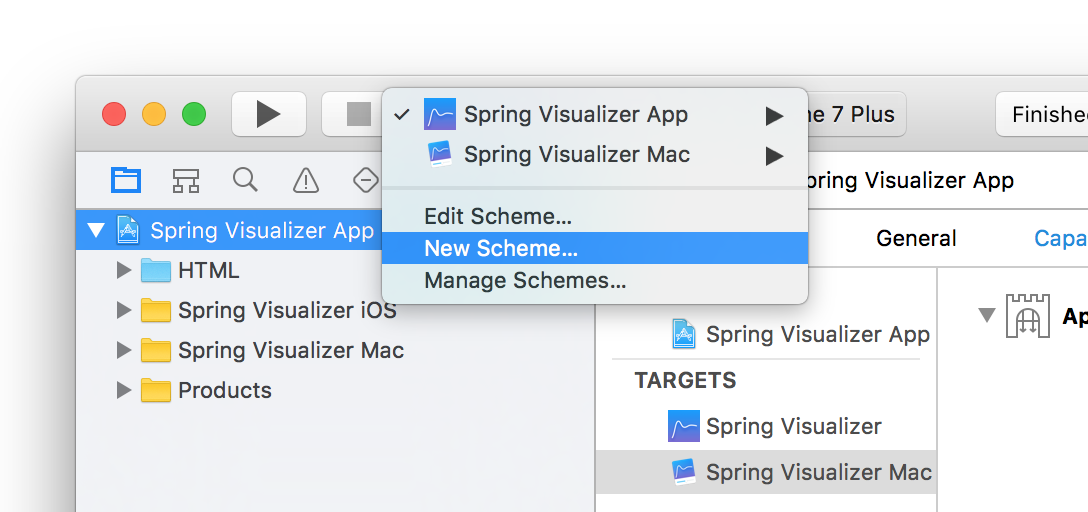 Spring Visualizer App
ne 7 Plus
Finished
Spring Visualizer Mac
pring Visualizer App
Edit Scheme...
Spring Visualizer App
New Scheme...
General
Capa
Manage Schemes...
HTML
Spring Visualizer iOS
Spring Visualizer Mac
Products
Spring Visualizer App
TARGETS
Spring Visualizer
Spring Visualizer Mac
Ap